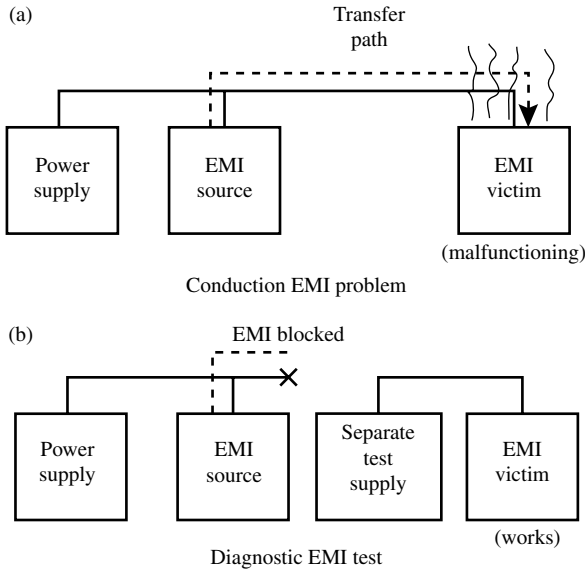 (a)
Transfer
path
Power
supply
EMI
source
EMI
victim
(malfunctioning)
Conduction EMI problem
(b)
EMI blocked
Power
supply
EMI
source
Separate
test
supply
EMI
victim
(works)
Diagnostic EMI test